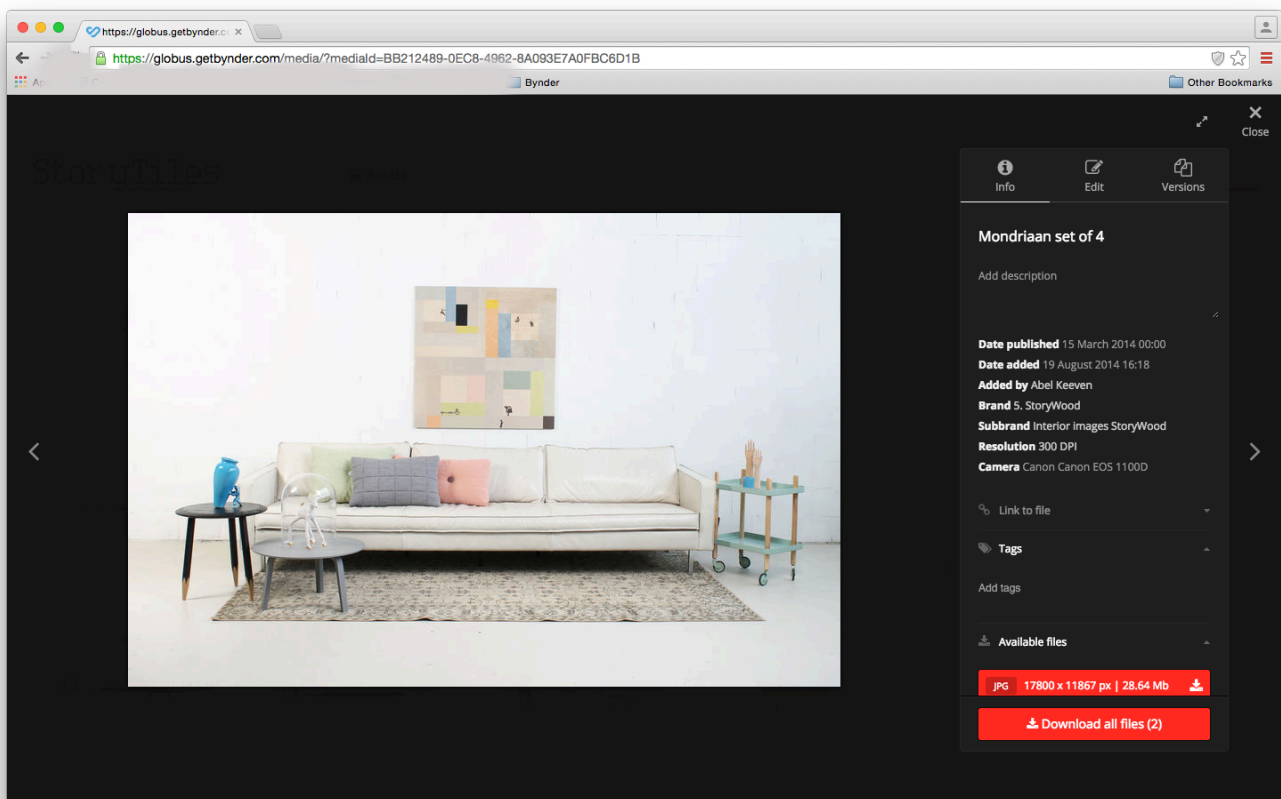 https://globus.getbynder.c
https://globus.getbynder.com/media/?mediaId=BB212489-0EC8-4962-8A093E7A0FBC6D1B
Bynder
Other Bookmarks
Close
StoryTiles
Info
Edit
Versions
Mondriaan set of 4
Add description
Date published 15 March 2014 00:00
Date added 19 August 2014 16:18
Added by Abel Keeven
Brand 5. StoryWood
Subbrand Interior images StoryWood
Resolution 300 DPI
Camera Canon Canon EOS 1100D
Link to file
Tags
Add tags
Available files
JPG 17800 x 11867 px | 28.64 Mb
Download all files (2)